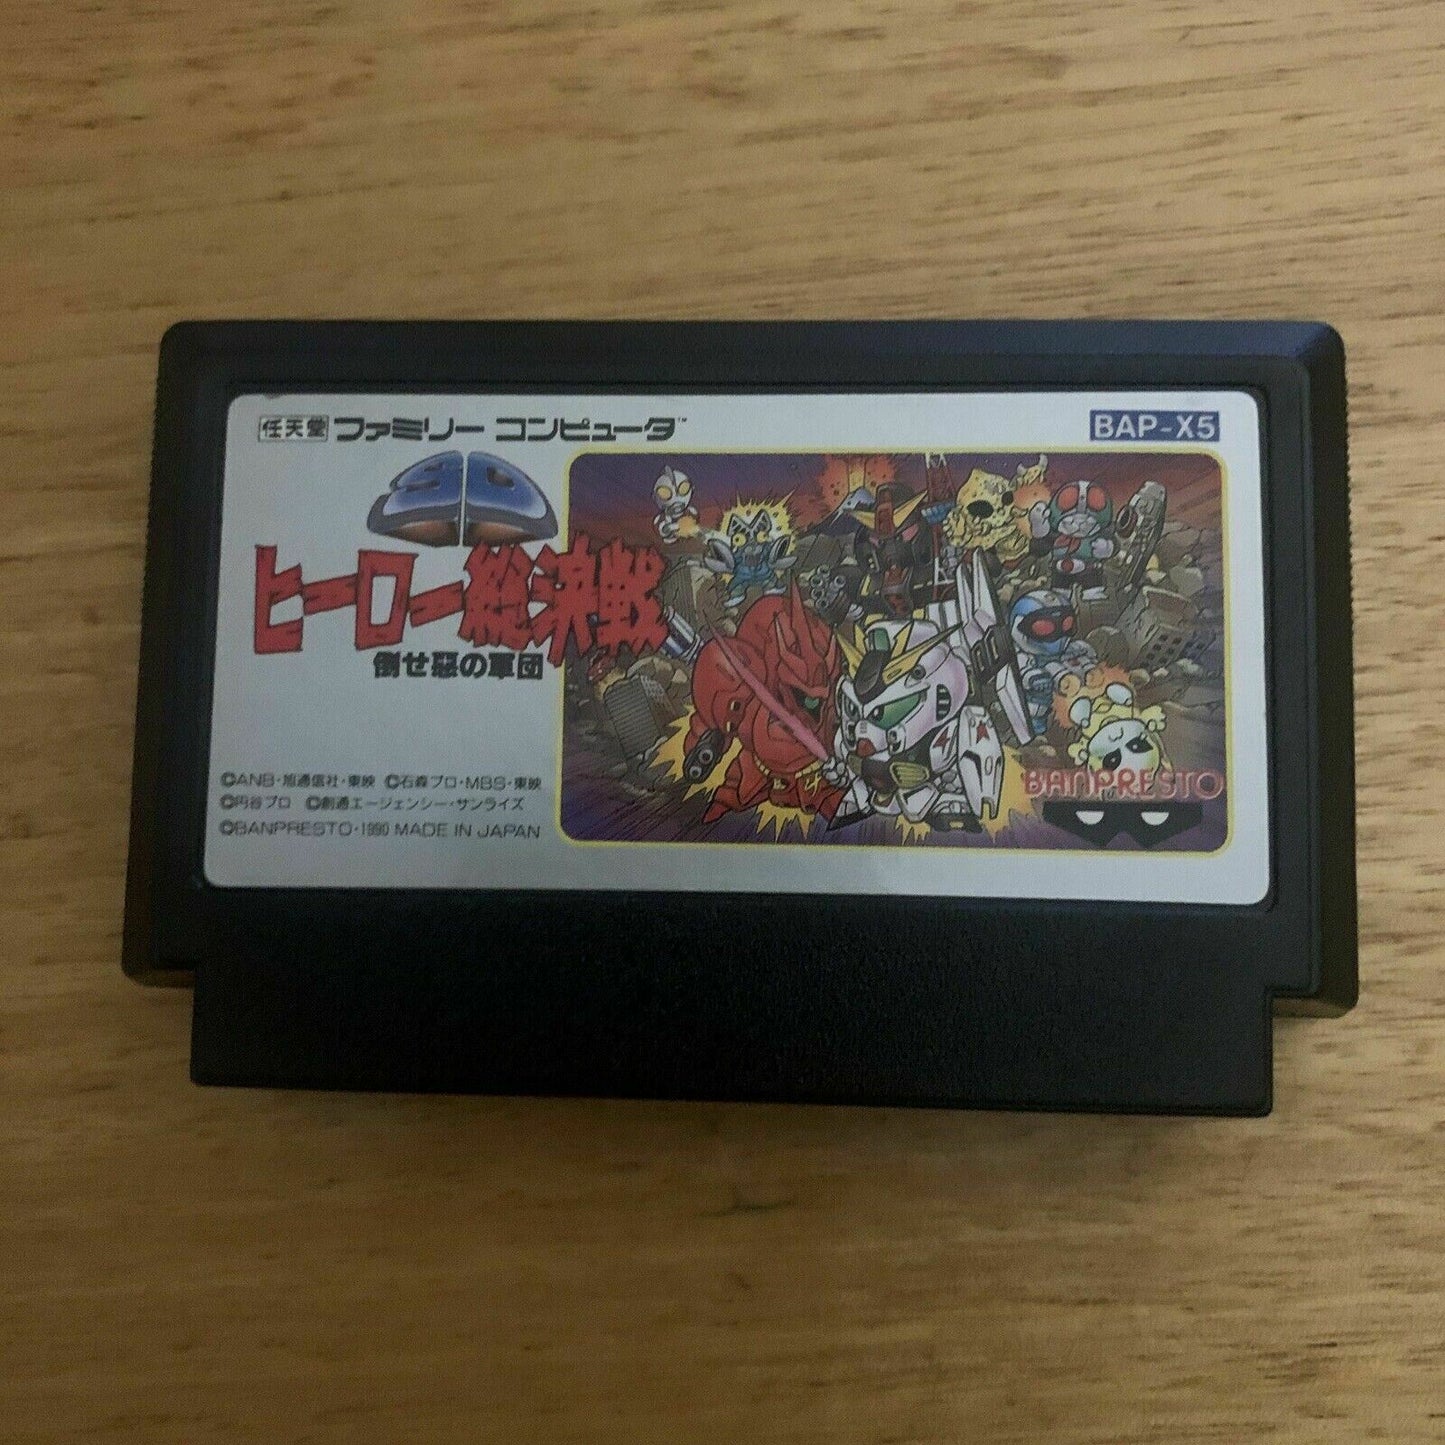 任天堂 ファミリーコンピュータ™
BAP-X5
SD
ヒーロー総決戦
倒せ悪の軍団
©ANB・旭通信社・東映 ©石森プロ・MBS・東映
©円谷プロ ©創通エージェンシー・サンライズ
©BANPRESTO・1990 MADE IN JAPAN
BANPRESTO